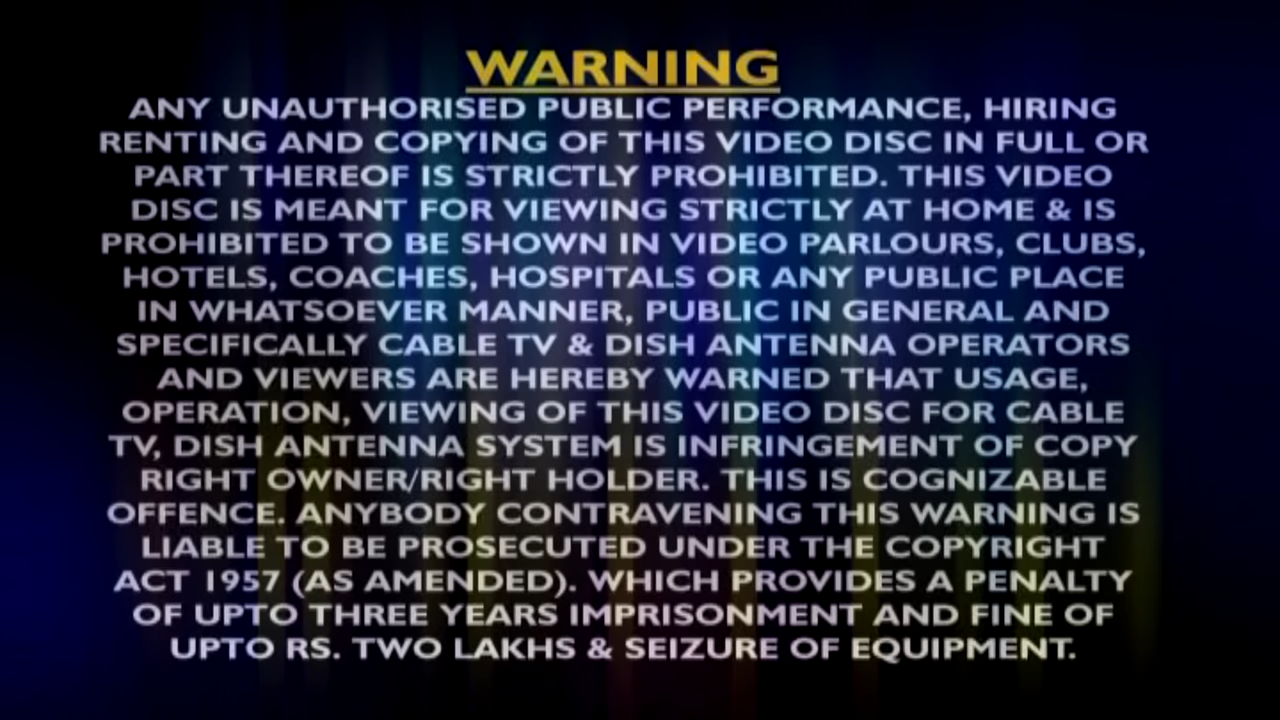 WARNING
ANY UNAUTHORISED PUBLIC PERFORMANCE, HIRING
RENTING AND COPYING OF THIS VIDEO DISC IN FULL OR
PART THEREOF IS STRICTLY PROHIBITED. THIS VIDEO
DISC IS MEANT FOR VIEWING STRICTLY AT HOME & IS
PROHIBITED TO BE SHOWN IN VIDEO PARLOURS, CLUBS,
HOTELS, COACHES, HOSPITALS OR ANY PUBLIC PLACE
IN WHATSOEVER MANNER, PUBLIC IN GENERAL AND
SPECIFICALLY CABLE TV & DISH ANTENNA OPERATORS
AND VIEWERS ARE HEREBY WARNED THAT USAGE,
OPERATION, VIEWING OF THIS VIDEO DISC FOR CABLE
TV, DISH ANTENNA SYSTEM IS INFRINGEMENT OF COPY
RIGHT OWNER/RIGHT HOLDER. THIS IS COGNIZABLE
OFFENCE. ANYBODY CONTRAVENING THIS WARNING IS
LIABLE TO BE PROSECUTED UNDER THE COPYRIGHT
ACT 1957 (AS AMENDED). WHICH PROVIDES A PENALTY
OF UPTO THREE YEARS IMPRISONMENT AND FINE OF
UPTO RS. TWO LAKHS & SEIZURE OF EQUIPMENT.